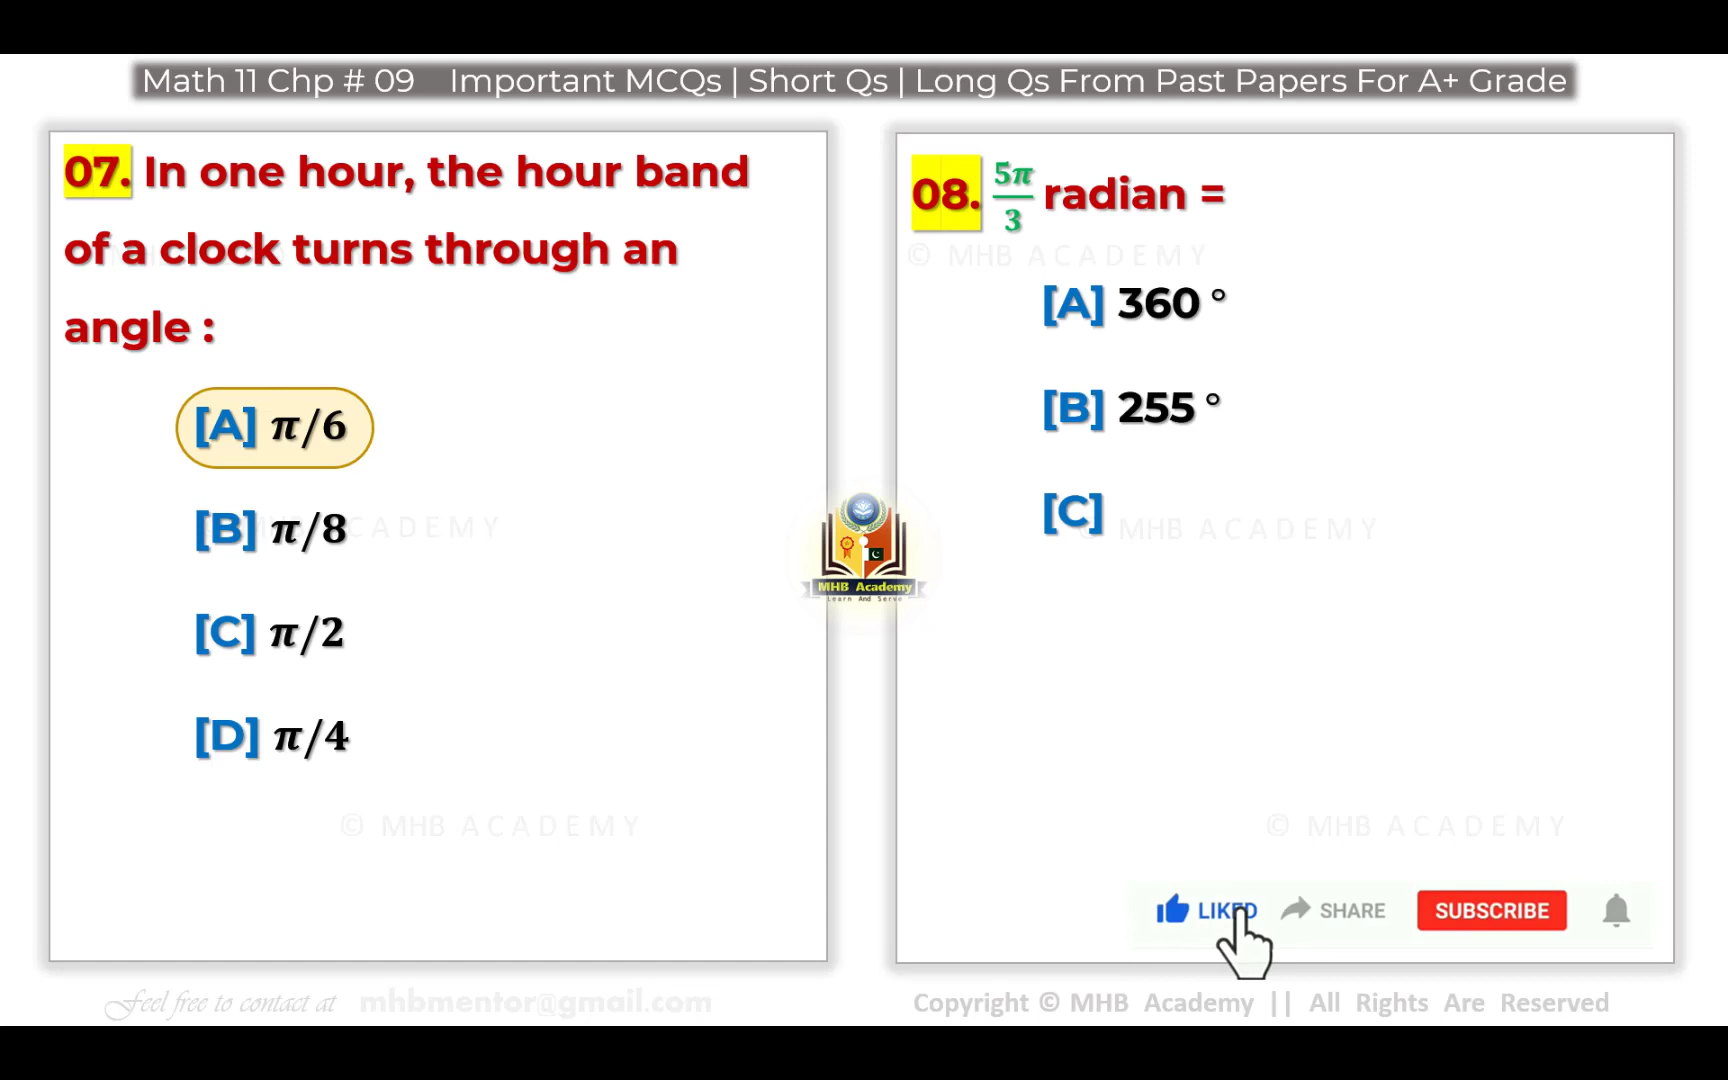 Math 11 Chp # 09 Important MCQs | Short Qs | Long Qs From Past Papers For A+ Grade
07. In one hour, the hour band
of a clock turns through an
angle :
[A] π/6
[B] π/8
[C] π/2
[D] π/4
© MHB ACADEMY
08. 5π/3 radian =
© MHB ACADEMY
[A] 360 °
[B] 255 °
[C]
© MHB ACADEMY
© MHB ACADEMY
MHB Academy
Learn And Serve
LIKED SHARE SUBSCRIBE
Feel free to contact at mhbmentor@gmail.com
Copyright © MHB Academy || All Rights Are Reserved